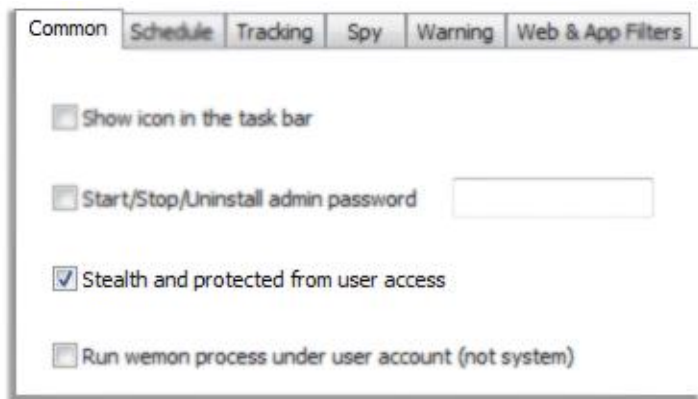 Common Schedule Tracking Spy Warning Web & App Filters
Show icon in the task bar
Start/Stop/Uninstall admin password
Stealth and protected from user access
Run wemon process under user account (not system)